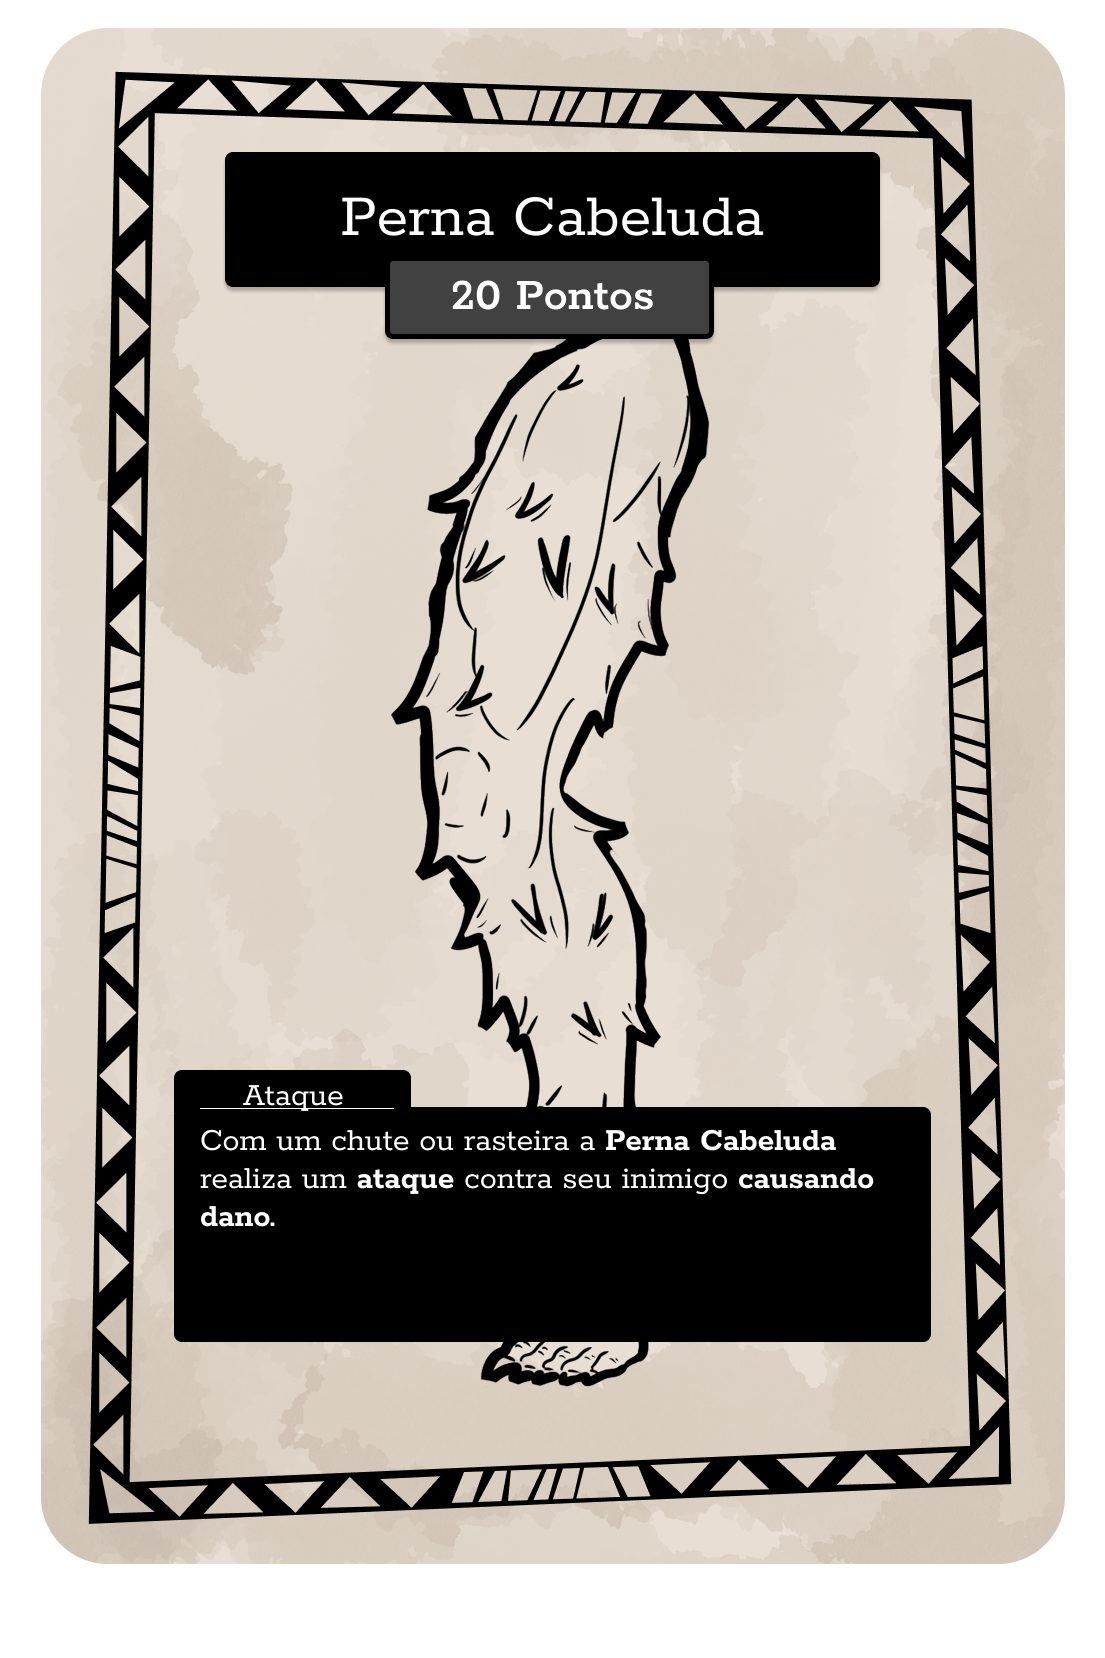 Perna Cabeluda
20 Pontos
Ataque
Com um chute ou rasteira a Perna Cabeluda
realiza um ataque contra seu inimigo causando
dano.